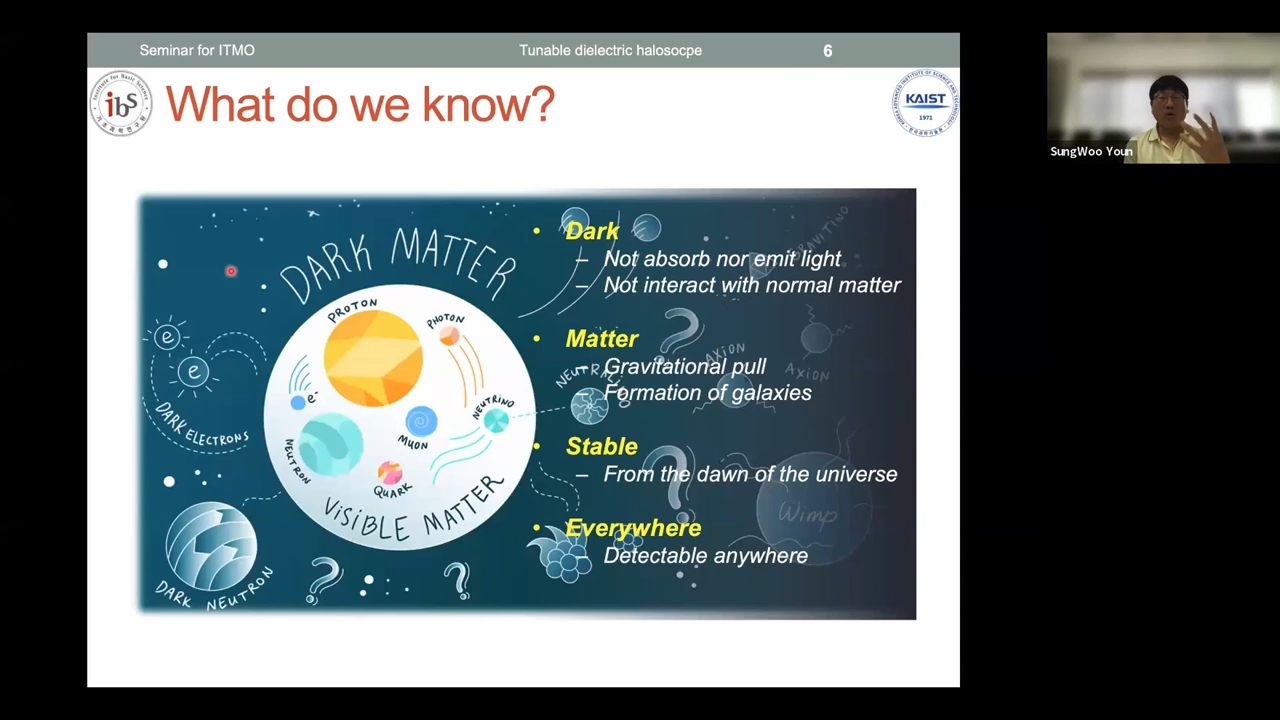 Seminar for ITMO
Tunable dielectric halosocpe
6
ibS
What do we know?
KAIST
1971
SungWoo Youn
DARK MATTER
PROTON
PHOTON
e
e
e-
NEUTRINO
MUON
NEUTRON
QUARK
VISIBLE MATTER
DARK ELECTRONS
DARK NEUTRON
? ?
• Dark
– Not absorb nor emit light
– Not interact with normal matter
• Matter
– Gravitational pull
– Formation of galaxies
• Stable
– From the dawn of the universe
• Everywhere
– Detectable anywhere
?
AXION
AXION
?
Wimp